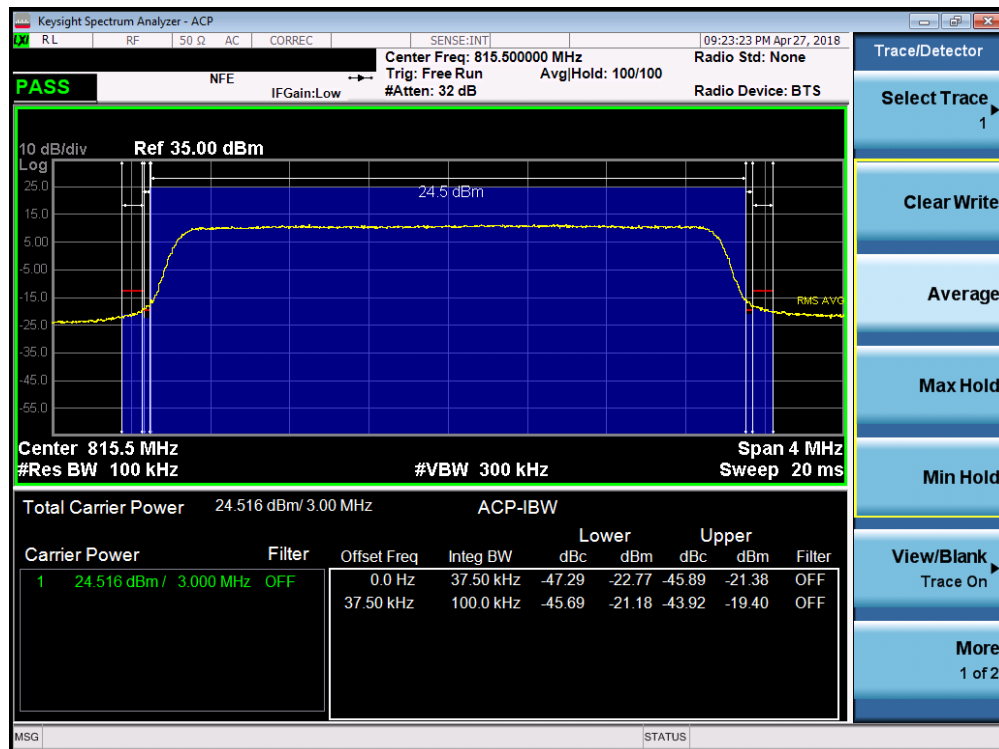 Keysight Spectrum Analyzer - ACP
LXI RL RF 50 Ω AC CORREC SENSE:INT 09:23:23 PM Apr 27, 2018
Center Freq: 815.500000 MHz Radio Std: None
NFE Trig: Free Run Avg|Hold: 100/100
PASS IFGain:Low #Atten: 32 dB Radio Device: BTS
10 dB/div Ref 35.00 dBm
Log
25.0
24.5 dBm
15.0
5.00
-5.00
-15.0
RMS AVG
-25.0
-35.0
-45.0
-55.0
Center 815.5 MHz Span 4 MHz
#Res BW 100 kHz #VBW 300 kHz Sweep 20 ms
Total Carrier Power 24.516 dBm/ 3.00 MHz ACP-IBW
Lower Upper
Carrier Power Filter Offset Freq Integ BW dBc dBm dBc dBm Filter
1 24.516 dBm / 3.000 MHz OFF 0.0 Hz 37.50 kHz -47.29 -22.77 -45.89 -21.38 OFF
37.50 kHz 100.0 kHz -45.69 -21.18 -43.92 -19.40 OFF
MSG STATUS
Trace/Detector
Select Trace
1
Clear Write
Average
Max Hold
Min Hold
View/Blank
Trace On
More
1 of 2